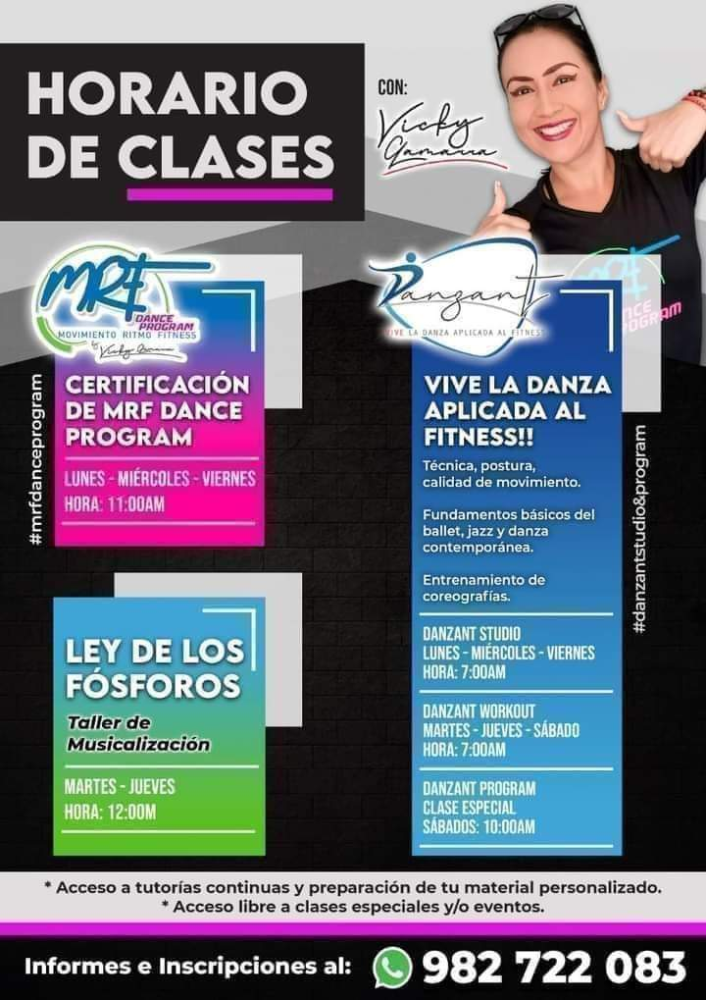 HORARIO
DE CLASES
CON:
Vicky
Gamarra
MRF
DANCE
PROGRAM
MOVIMIENTO RITMO FITNESS
by Vicky Gamarra
CERTIFICACIÓN
DE MRF DANCE
PROGRAM
LUNES - MIÉRCOLES - VIERNES
HORA: 11:00AM
#mrfdanceprogram
LEY DE LOS
FÓSFOROS
Taller de
Musicalización
MARTES - JUEVES
HORA: 12:00M
Danzant
VIVE LA DANZA APLICADA AL FITNESS
VIVE LA DANZA
APLICADA AL
FITNESS!!
Técnica, postura,
calidad de movimiento.
Fundamentos básicos del
ballet, jazz y danza
contemporánea.
Entrenamiento de
coreografías.
DANZANT STUDIO
LUNES - MIÉRCOLES - VIERNES
HORA: 7:00AM
DANZANT WORKOUT
MARTES - JUEVES - SÁBADO
HORA: 7:00AM
DANZANT PROGRAM
CLASE ESPECIAL
SÁBADOS: 10:00AM
#danzantstudio&program
* Acceso a tutorías continuas y preparación de tu material personalizado.
* Acceso libre a clases especiales y/o eventos.
Informes e Inscripciones al: 982 722 083